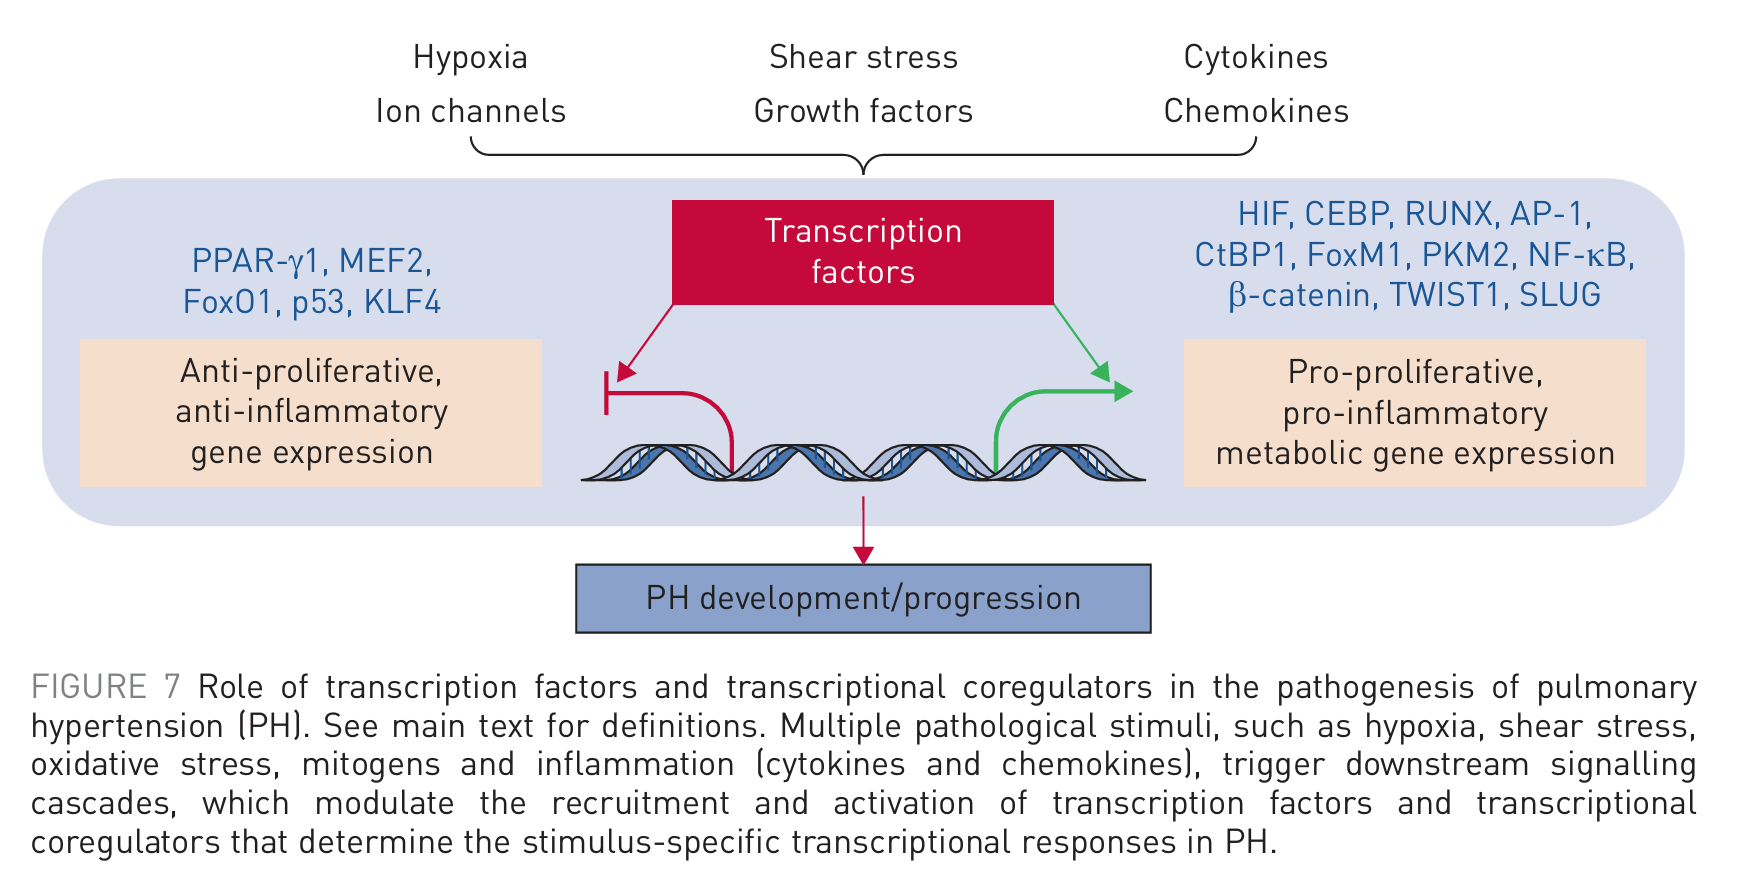 Hypoxia
Shear stress
Cytokines
Ion channels
Growth factors
Chemokines
Transcription
factors
PPAR-γ1, MEF2,
FoxO1, p53, KLF4
HIF, CEBP, RUNX, AP-1,
CtBP1, FoxM1, PKM2, NF-κB,
β-catenin, TWIST1, SLUG
Anti-proliferative,
anti-inflammatory
gene expression
Pro-proliferative,
pro-inflammatory
metabolic gene expression
PH development/progression
FIGURE 7 Role of transcription factors and transcriptional coregulators in the pathogenesis of pulmonary
hypertension (PH). See main text for definitions. Multiple pathological stimuli, such as hypoxia, shear stress,
oxidative stress, mitogens and inflammation (cytokines and chemokines), trigger downstream signalling
cascades, which modulate the recruitment and activation of transcription factors and transcriptional
coregulators that determine the stimulus-specific transcriptional responses in PH.